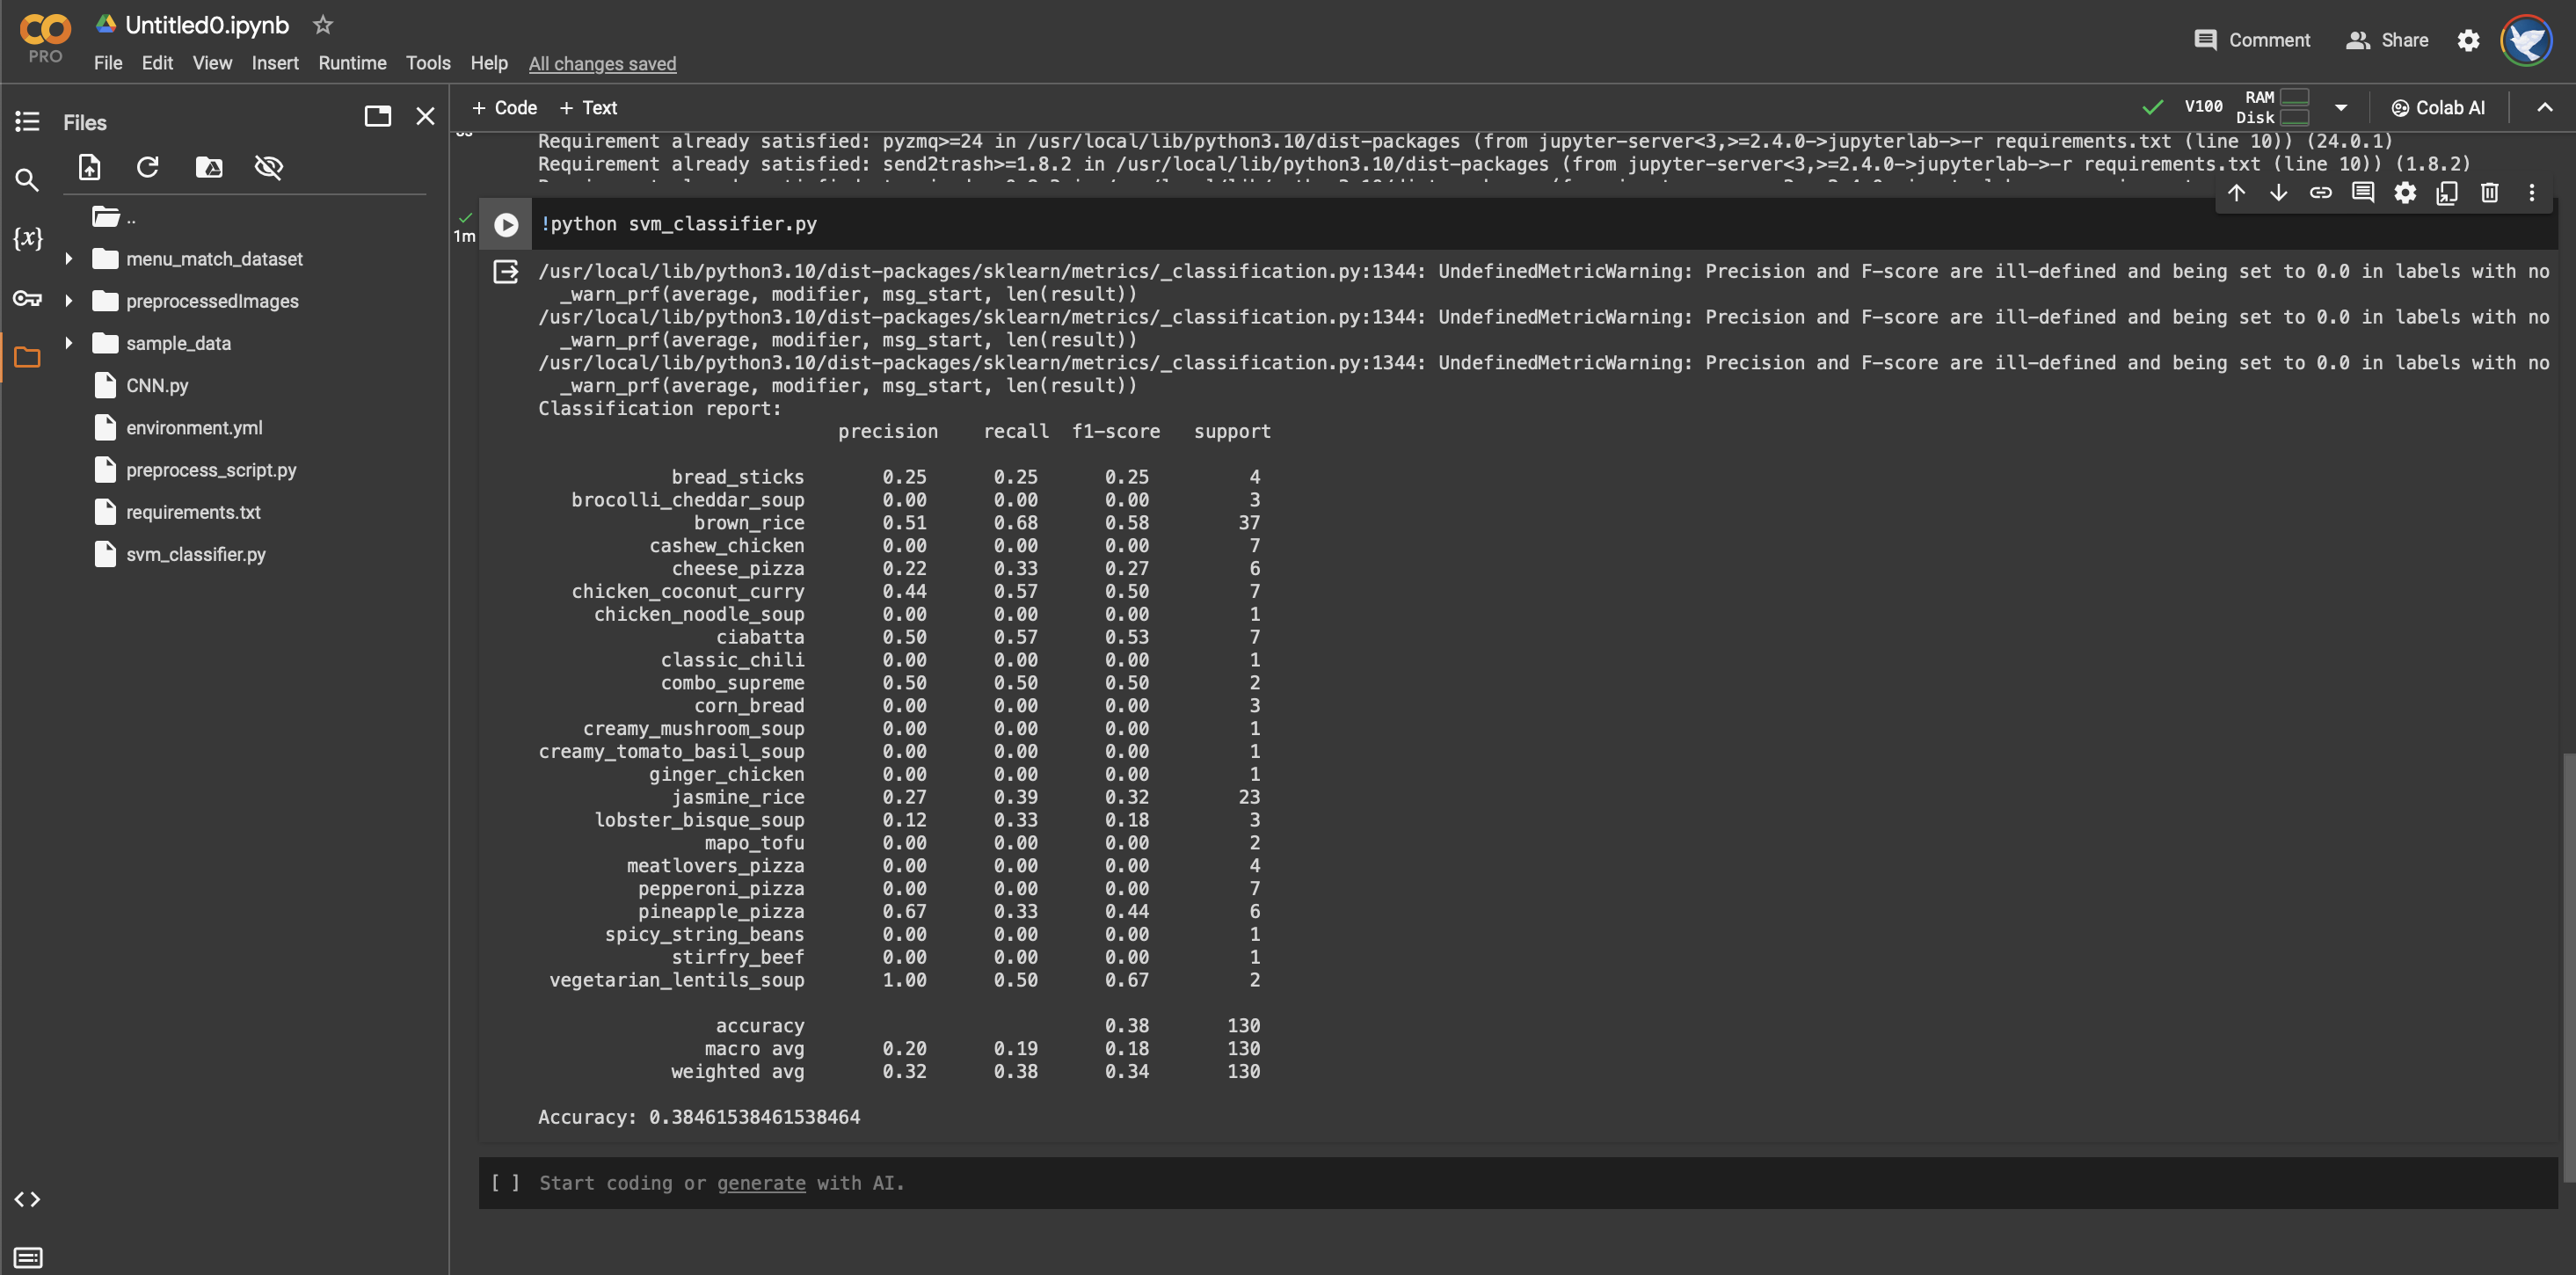 Untitled0.ipynb
PRO
File Edit View Insert Runtime Tools Help All changes saved
Comment Share
Files
+ Code + Text
V100 RAM Disk
Colab AI
..
menu_match_dataset
preprocessedImages
sample_data
CNN.py
environment.yml
preprocess_script.py
requirements.txt
svm_classifier.py
{x}
Requirement already satisfied: pyzmq>=24 in /usr/local/lib/python3.10/dist-packages (from jupyter-server<3,>=2.4.0->jupyterlab->-r requirements.txt (line 10)) (24.0.1)
Requirement already satisfied: send2trash>=1.8.2 in /usr/local/lib/python3.10/dist-packages (from jupyter-server<3,>=2.4.0->jupyterlab->-r requirements.txt (line 10)) (1.8.2)
1m
!python svm_classifier.py
/usr/local/lib/python3.10/dist-packages/sklearn/metrics/_classification.py:1344: UndefinedMetricWarning: Precision and F-score are ill-defined and being set to 0.0 in labels with no
_warn_prf(average, modifier, msg_start, len(result))
/usr/local/lib/python3.10/dist-packages/sklearn/metrics/_classification.py:1344: UndefinedMetricWarning: Precision and F-score are ill-defined and being set to 0.0 in labels with no
_warn_prf(average, modifier, msg_start, len(result))
/usr/local/lib/python3.10/dist-packages/sklearn/metrics/_classification.py:1344: UndefinedMetricWarning: Precision and F-score are ill-defined and being set to 0.0 in labels with no
_warn_prf(average, modifier, msg_start, len(result))
Classification report:
precision recall f1-score support
bread_sticks 0.25 0.25 0.25 4
brocolli_cheddar_soup 0.00 0.00 0.00 3
brown_rice 0.51 0.68 0.58 37
cashew_chicken 0.00 0.00 0.00 7
cheese_pizza 0.22 0.33 0.27 6
chicken_coconut_curry 0.44 0.57 0.50 7
chicken_noodle_soup 0.00 0.00 0.00 1
ciabatta 0.50 0.57 0.53 7
classic_chili 0.00 0.00 0.00 1
combo_supreme 0.50 0.50 0.50 2
corn_bread 0.00 0.00 0.00 3
creamy_mushroom_soup 0.00 0.00 0.00 1
creamy_tomato_basil_soup 0.00 0.00 0.00 1
ginger_chicken 0.00 0.00 0.00 1
jasmine_rice 0.27 0.39 0.32 23
lobster_bisque_soup 0.12 0.33 0.18 3
mapo_tofu 0.00 0.00 0.00 2
meatlovers_pizza 0.00 0.00 0.00 4
pepperoni_pizza 0.00 0.00 0.00 7
pineapple_pizza 0.67 0.33 0.44 6
spicy_string_beans 0.00 0.00 0.00 1
stirfry_beef 0.00 0.00 0.00 1
vegetarian_lentils_soup 1.00 0.50 0.67 2
accuracy 0.38 130
macro avg 0.20 0.19 0.18 130
weighted avg 0.32 0.38 0.34 130
Accuracy: 0.38461538461538464
[ ] Start coding or generate with AI.